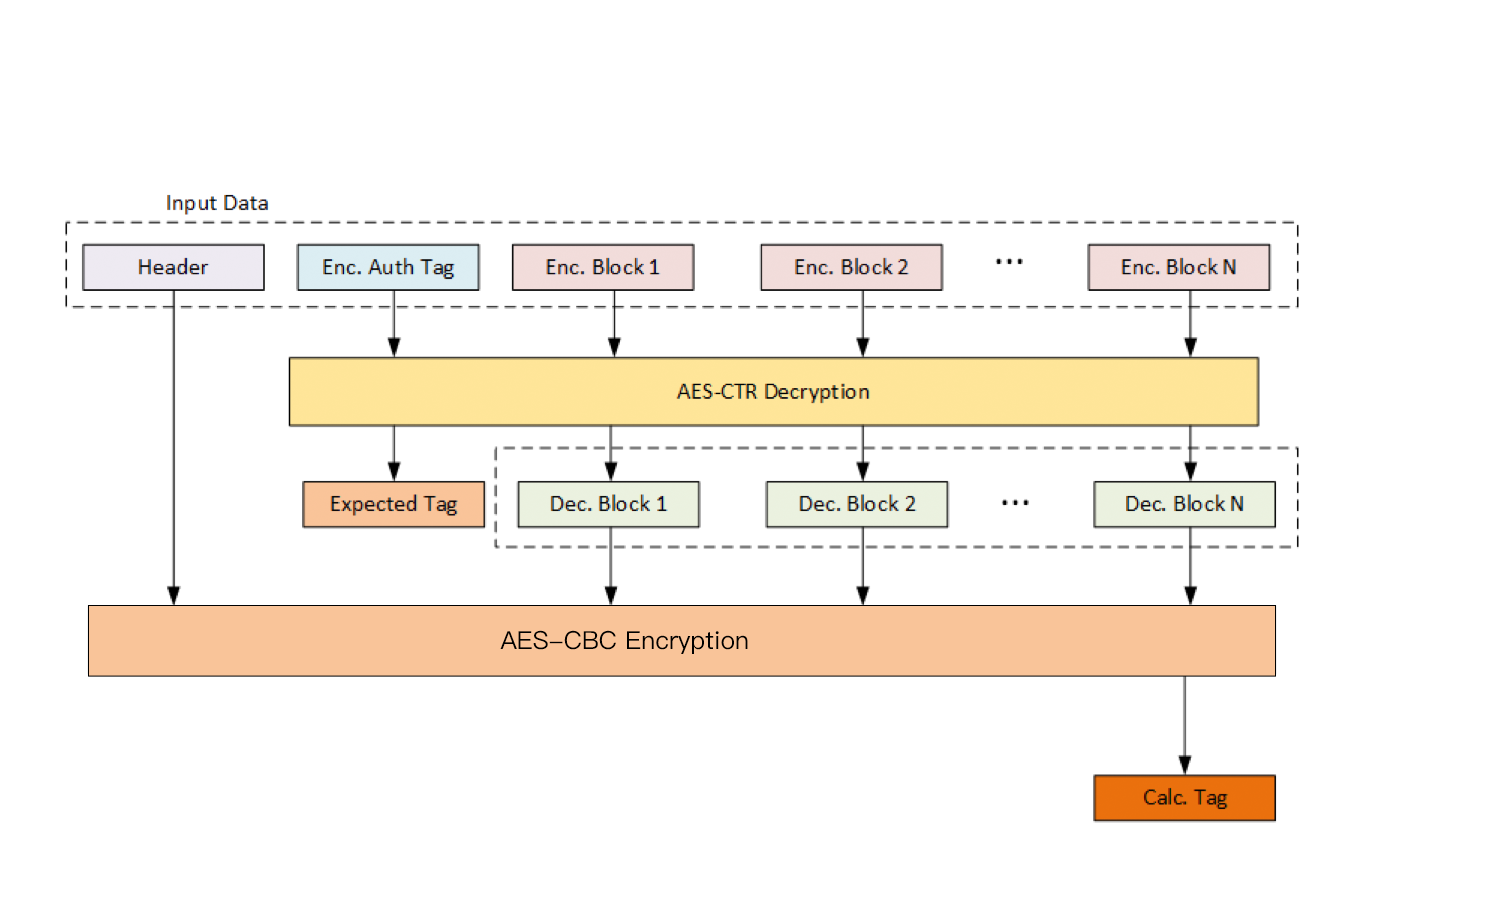 Input Data
Header
Enc. Auth Tag
Enc. Block 1
Enc. Block 2
...
Enc. Block N
AES-CTR Decryption
Expected Tag
Dec. Block 1
Dec. Block 2
...
Dec. Block N
AES–CBC Encryption
Calc. Tag